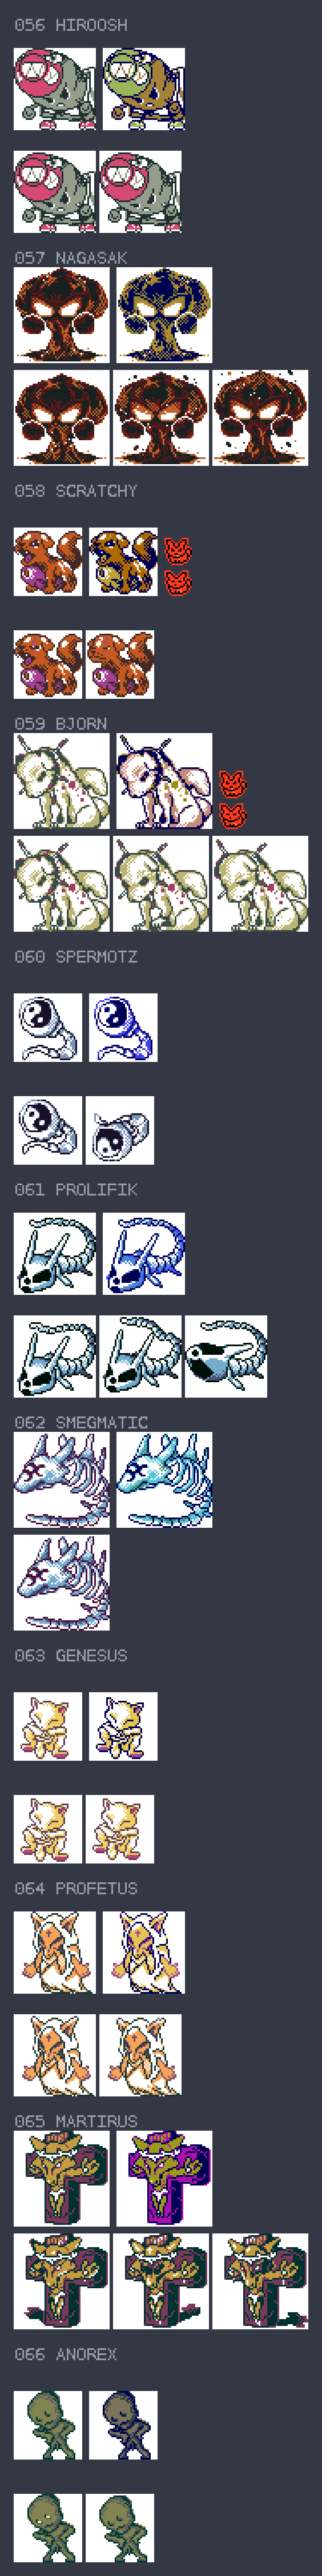 056 HIROOSH
057 NAGASAK
058 SCRATCHY
059 BJORN
060 SPERMOTZ
061 PROLIFIK
062 SMEGMATIC
063 GENESUS
064 PROFETUS
065 MARTIRUS
066 ANOREX